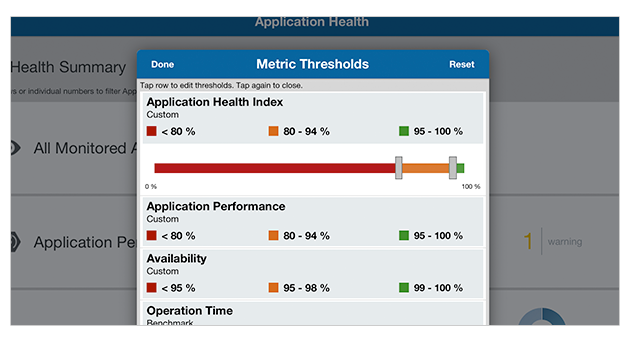 Application Health
Health Summary
Done Metric Thresholds Reset
Tap row to edit thresholds. Tap again to close.
rs or individual numbers to filter App
Application Health Index
Custom
< 80 % 80 - 94 % 95 - 100 %
All Monitored A
0 % 100 %
Application Performance
Custom
< 80 % 80 - 94 % 95 - 100 %
Application Pe
1 warning
Availability
Custom
< 95 % 95 - 98 % 99 - 100 %
Operation Time
Benchmark